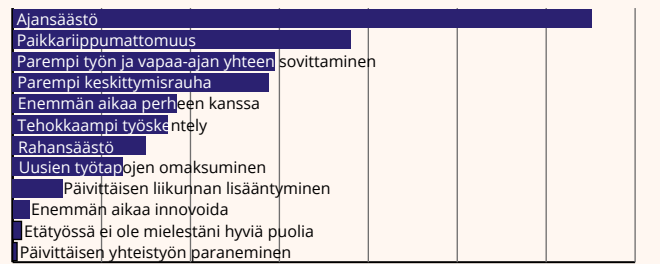 Ajansäästö
Paikkariippumattomuus
Parempi työn ja vapaa-ajan yhteen sovittaminen
Parempi keskittymisrauha
Enemmän aikaa perheen kanssa
Tehokkaampi työskentely
Rahansäästö
Uusien työtapojen omaksuminen
Päivittäisen liikunnan lisääntyminen
Enemmän aikaa innovoida
Etätyössä ei ole mielestäni hyviä puolia
Päivittäisen yhteistyön paraneminen